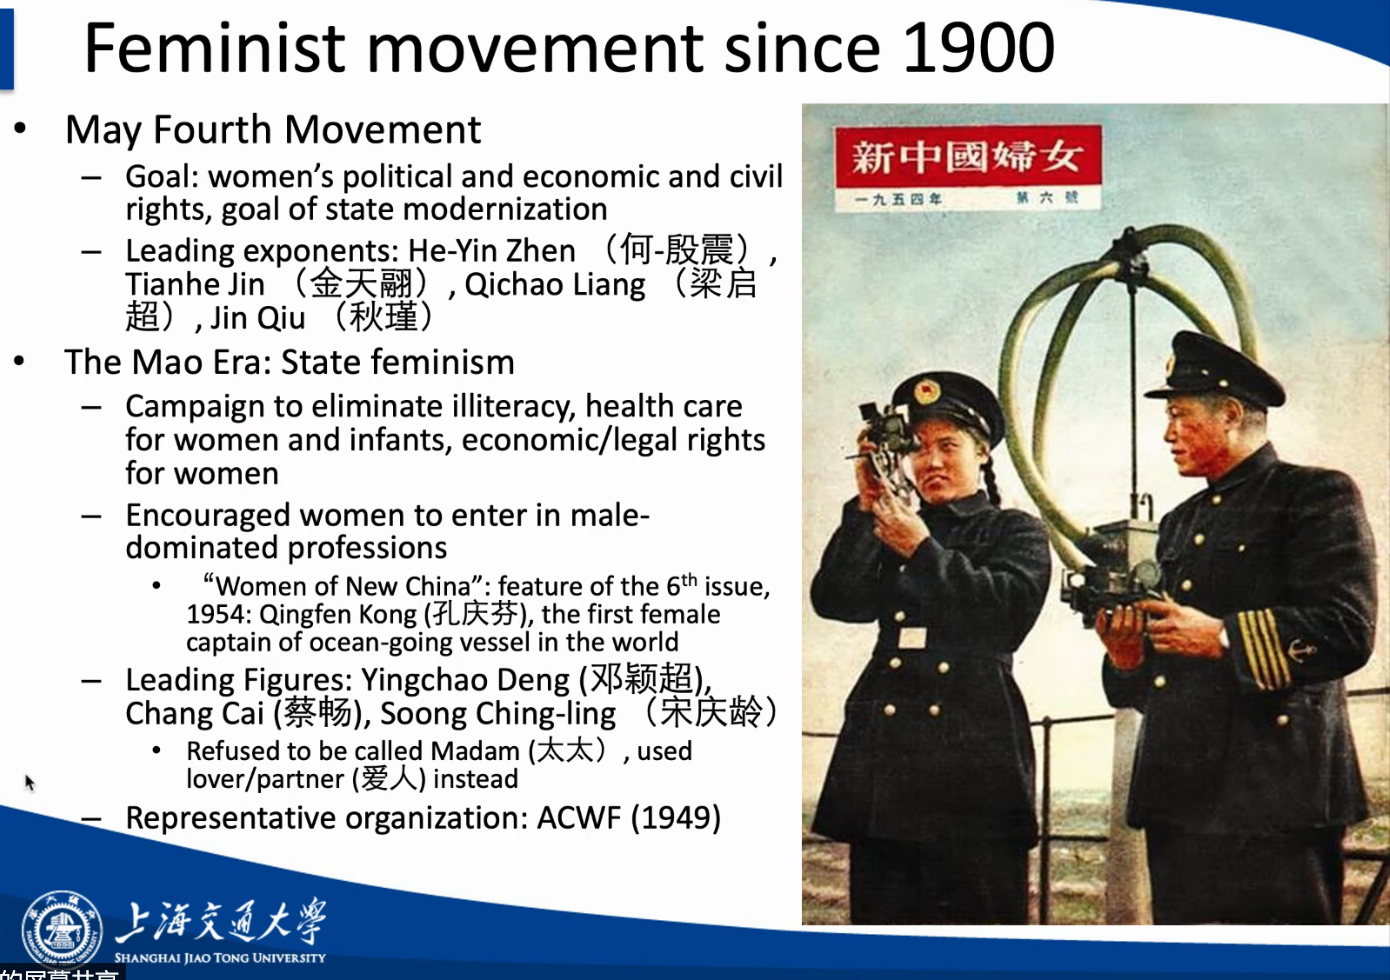 Feminist movement since 1900
• May Fourth Movement
– Goal: women's political and economic and civil
rights, goal of state modernization
– Leading exponents: He-Yin Zhen （何-殷震）,
Tianhe Jin （金天翮）, Qichao Liang （梁启
超）, Jin Qiu （秋瑾）
• The Mao Era: State feminism
– Campaign to eliminate illiteracy, health care
for women and infants, economic/legal rights
for women
– Encouraged women to enter in male-
dominated professions
• “Women of New China”: feature of the 6th issue,
1954: Qingfen Kong (孔庆芬), the first female
captain of ocean-going vessel in the world
– Leading Figures: Yingchao Deng (邓颖超),
Chang Cai (蔡畅), Soong Ching-ling （宋庆龄）
• Refused to be called Madam (太太）, used
lover/partner (爱人) instead
– Representative organization: ACWF (1949)
新中國婦女
一九五四年 第六號
上海交通大學
SHANGHAI JIAO TONG UNIVERSITY
的屏幕共享